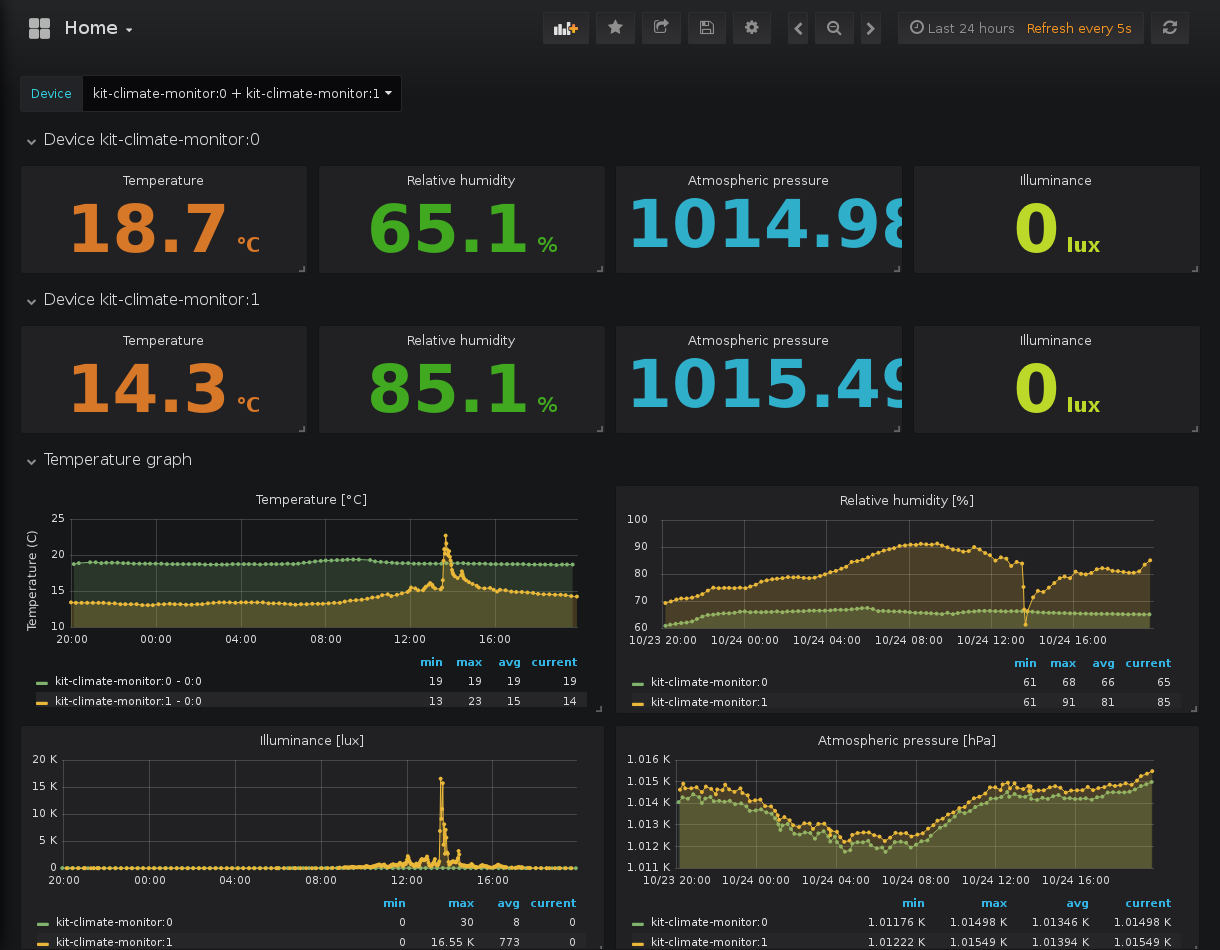 Home
Last 24 hours Refresh every 5s
Device kit-climate-monitor:0 + kit-climate-monitor:1
Device kit-climate-monitor:0
Temperature Relative humidity Atmospheric pressure Illuminance
18.7 °C 65.1 % 1014.98 0 lux
Device kit-climate-monitor:1
Temperature Relative humidity Atmospheric pressure Illuminance
14.3 °C 85.1 % 1015.49 0 lux
Temperature graph
Temperature [°C]
Temperature (C)
25
20
15
10
20:00 00:00 04:00 08:00 12:00 16:00
min max avg current
kit-climate-monitor:0 - 0:0 19 19 19 19
kit-climate-monitor:1 - 0:0 13 23 15 14
Relative humidity [%]
100
90
80
70
60
10/23 20:00 10/24 00:00 10/24 04:00 10/24 08:00 10/24 12:00 10/24 16:00
min max avg current
kit-climate-monitor:0 61 68 66 65
kit-climate-monitor:1 61 91 81 85
Illuminance [lux]
20 K
15 K
10 K
5 K
0
20:00 00:00 04:00 08:00 12:00 16:00
min max avg current
kit-climate-monitor:0 0 30 8 0
kit-climate-monitor:1 0 16.55 K 773 0
Atmospheric pressure [hPa]
1.016 K
1.015 K
1.014 K
1.013 K
1.012 K
1.011 K
10/23 20:00 10/24 00:00 10/24 04:00 10/24 08:00 10/24 12:00 10/24 16:00
min max avg current
kit-climate-monitor:0 1.01176 K 1.01498 K 1.01346 K 1.01498 K
kit-climate-monitor:1 1.01222 K 1.01549 K 1.01394 K 1.01549 K